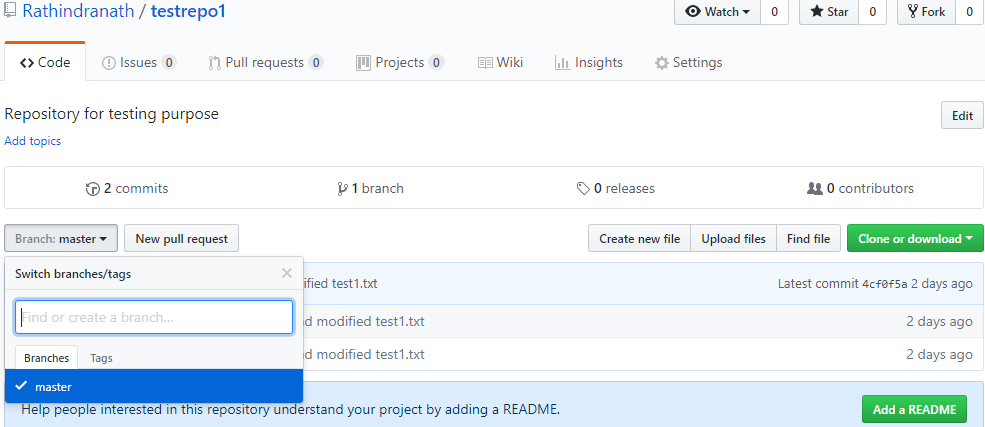 Rathindranath / testrepo1 Watch 0 Star 0 Fork 0
Code Issues 0 Pull requests 0 Projects 0 Wiki Insights Settings
Repository for testing purpose Edit
Add topics
2 commits 1 branch 0 releases 0 contributors
Branch: master New pull request Create new file Upload files Find file Clone or download
Switch branches/tags
ified test1.txt Latest commit 4cf0f5a 2 days ago
Find or create a branch...
d modified test1.txt 2 days ago
Branches Tags
d modified test1.txt 2 days ago
master
Help people interested in this repository understand your project by adding a README. Add a README